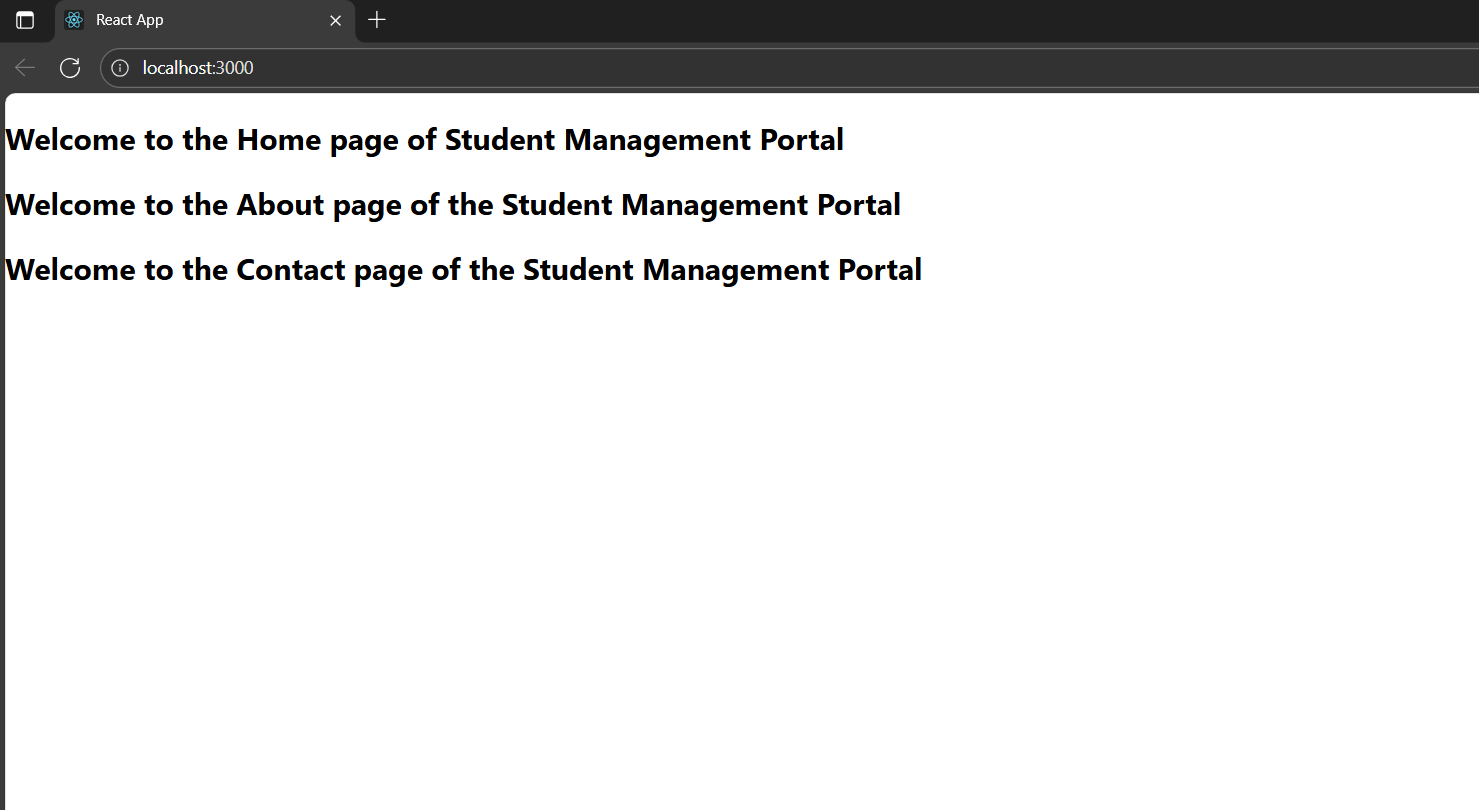 React App
localhost:3000
Welcome to the Home page of Student Management Portal
Welcome to the About page of the Student Management Portal
Welcome to the Contact page of the Student Management Portal